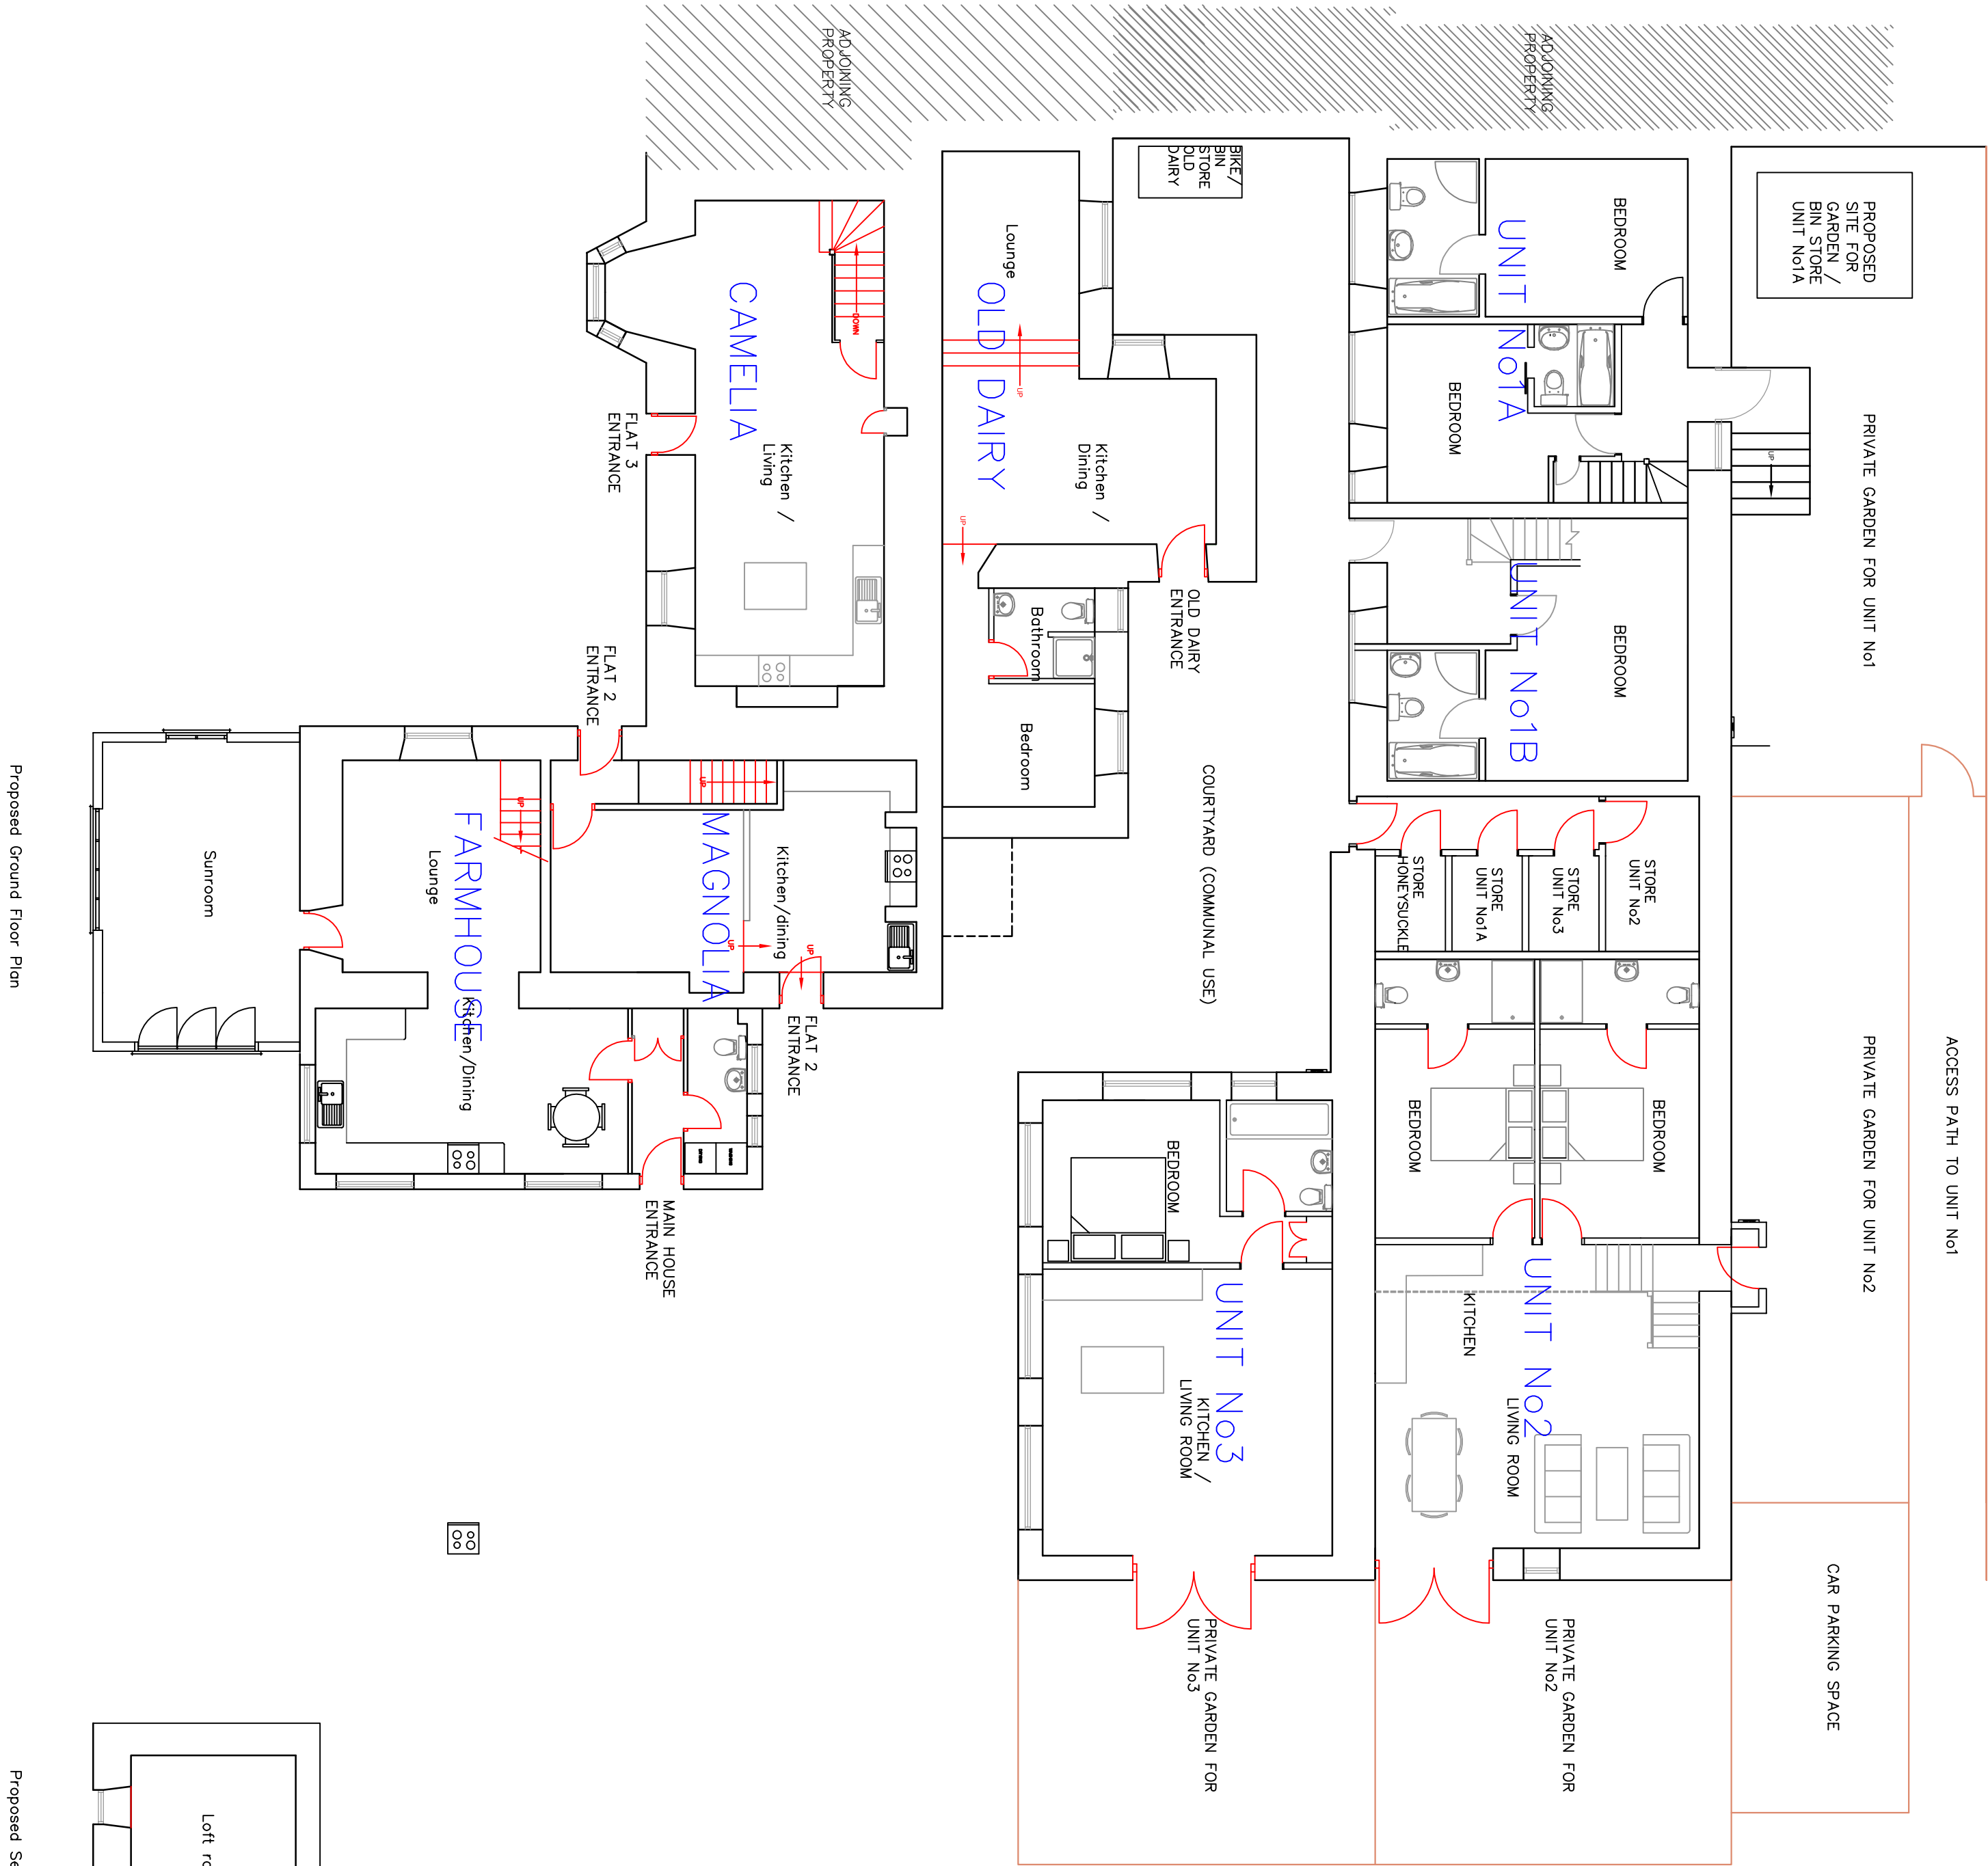 ADJOINING
PROPERTY
ADJOINING
PROPERTY
PROPOSED
SITE FOR
GARDEN /
BIN STORE
UNIT No1A
BIKE/
BIN
STORE
OLD
DAIRY
PRIVATE GARDEN FOR UNIT No1
ACCESS PATH TO UNIT No1
PRIVATE GARDEN FOR UNIT No2
CAR PARKING SPACE
UNIT No1A
BEDROOM
BEDROOM
UP
UNIT No1B
BEDROOM
STORE
UNIT No2
STORE
UNIT No3
STORE
UNIT No1A
STORE
HONEYSUCKLE
UNIT No2
BEDROOM
BEDROOM
KITCHEN
LIVING ROOM
PRIVATE GARDEN FOR
UNIT No2
UNIT No3
BEDROOM
KITCHEN /
LIVING ROOM
PRIVATE GARDEN FOR
UNIT No3
COURTYARD (COMMUNAL USE)
OLD DAIRY
ENTRANCE
OLD DAIRY
Lounge
Kitchen /
Dining
UP
UP
Bathroom
Bedroom
CAMELIA
DOWN
Kitchen /
Living
FLAT 3
ENTRANCE
FLAT 2
ENTRANCE
MAGNOLIA
Kitchen/dining
UP
UP
UP
FLAT 2
ENTRANCE
FARMHOUSE
Lounge
UP
Kitchen/Dining
MAIN HOUSE
ENTRANCE
Sunroom
Proposed Ground Floor Plan
Loft ro
Proposed Se